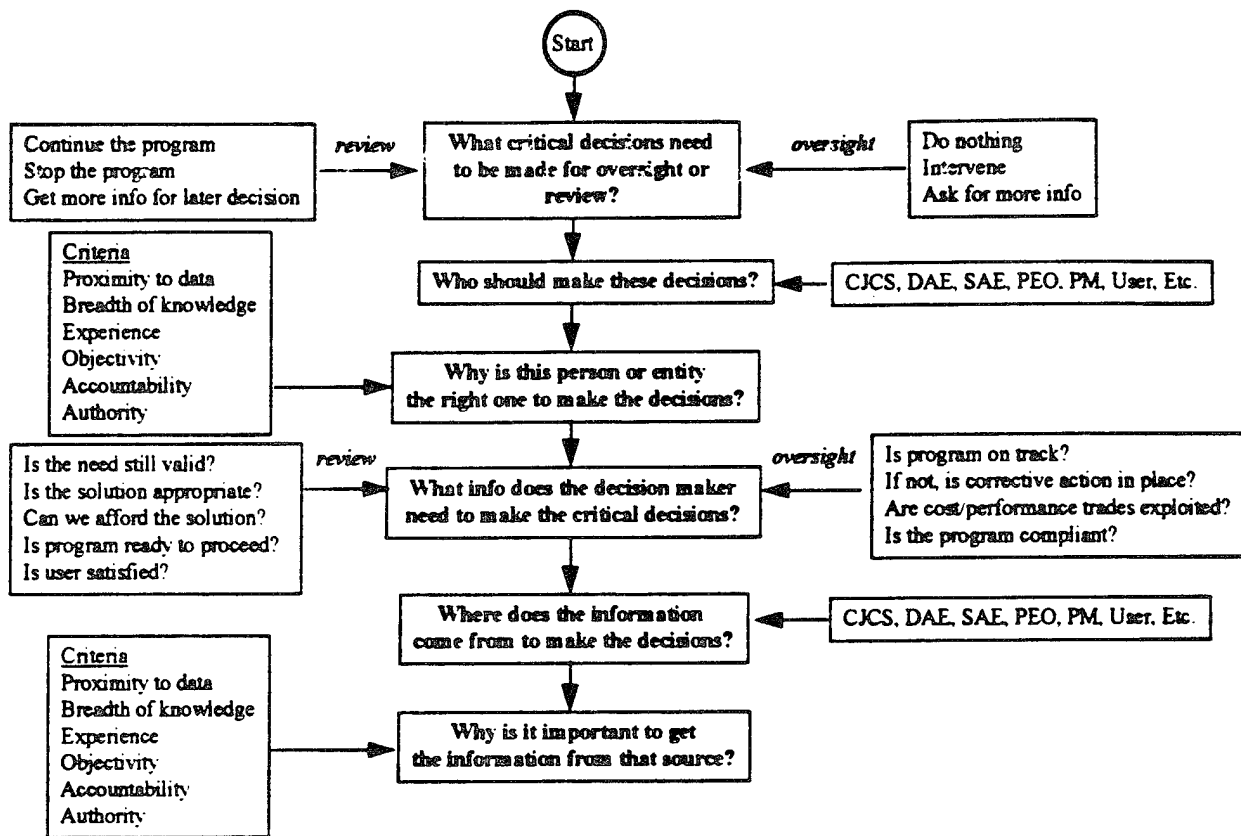 Start
Continue the program
Stop the program
Get more info for later decision
review
What critical decisions need
to be made for oversight or
review?
oversight
Do nothing
Intervene
Ask for more info
Criteria
Proximity to data
Breadth of knowledge
Experience
Objectivity
Accountability
Authority
Who should make these decisions?
CJCS, DAE, SAE, PEO, PM, User, Etc.
Why is this person or entity
the right one to make the decisions?
Is the need still valid?
Is the solution appropriate?
Can we afford the solution?
Is program ready to proceed?
Is user satisfied?
review
What info does the decision maker
need to make the critical decisions?
oversight
Is program on track?
If not, is corrective action in place?
Are cost/performance trades exploited?
Is the program compliant?
Where does the information
come from to make the decisions?
CJCS, DAE, SAE, PEO, PM, User, Etc.
Criteria
Proximity to data
Breadth of knowledge
Experience
Objectivity
Accountability
Authority
Why is it important to get
the information from that source?